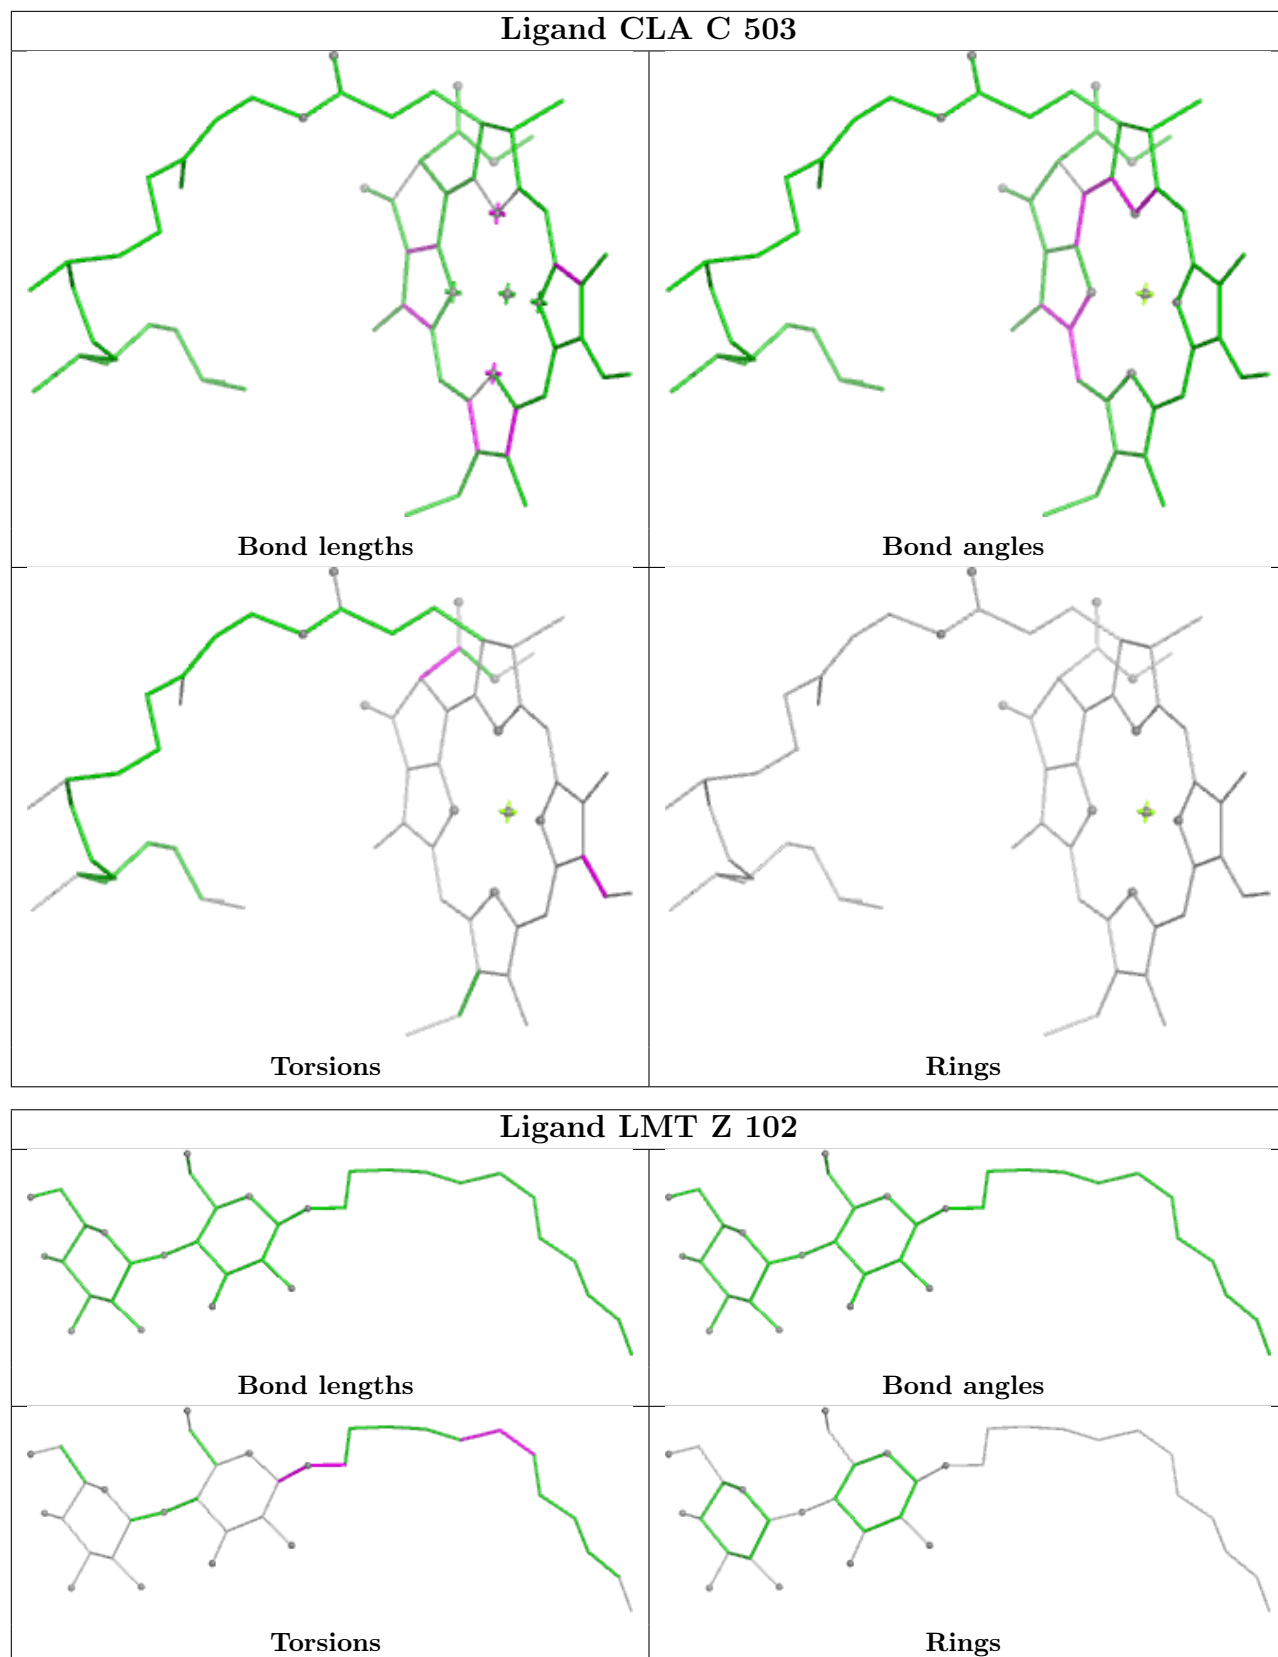 Ligand CLA C 503
Bond lengths
Bond angles
Torsions
Rings
Ligand LMT Z 102
Bond lengths
Bond angles
Torsions
Rings